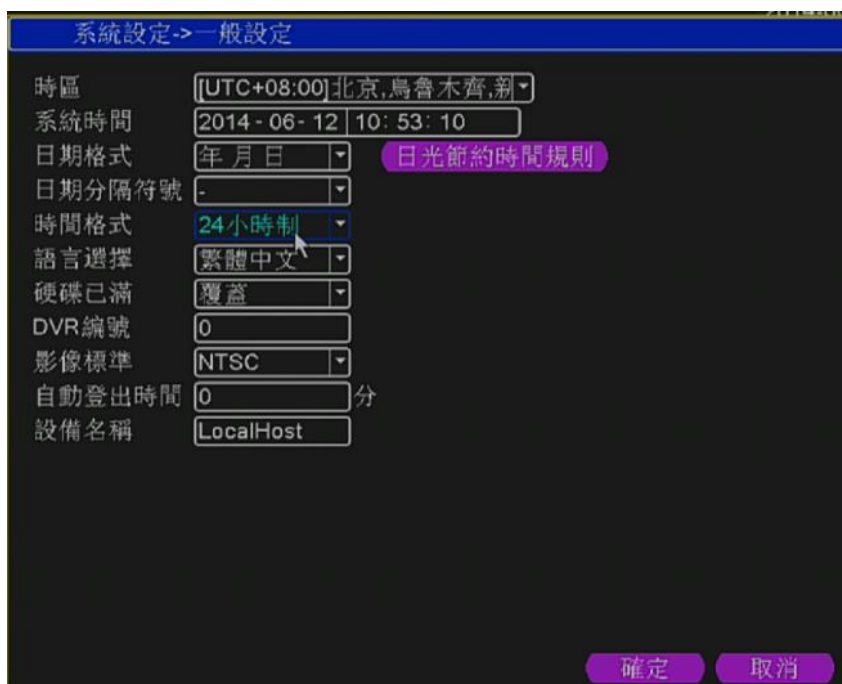 系統設定->一般設定
時區 [UTC+08:00]北京,烏魯木齊,新
系統時間 2014-06-12 10:53:10
日期格式 年月日 日光節約時間規則
日期分隔符號 -
時間格式 24小時制
語言選擇 繁體中文
硬碟已滿 覆蓋
DVR編號 0
影像標準 NTSC
自動登出時間 0 分
設備名稱 LocalHost
確定 取消